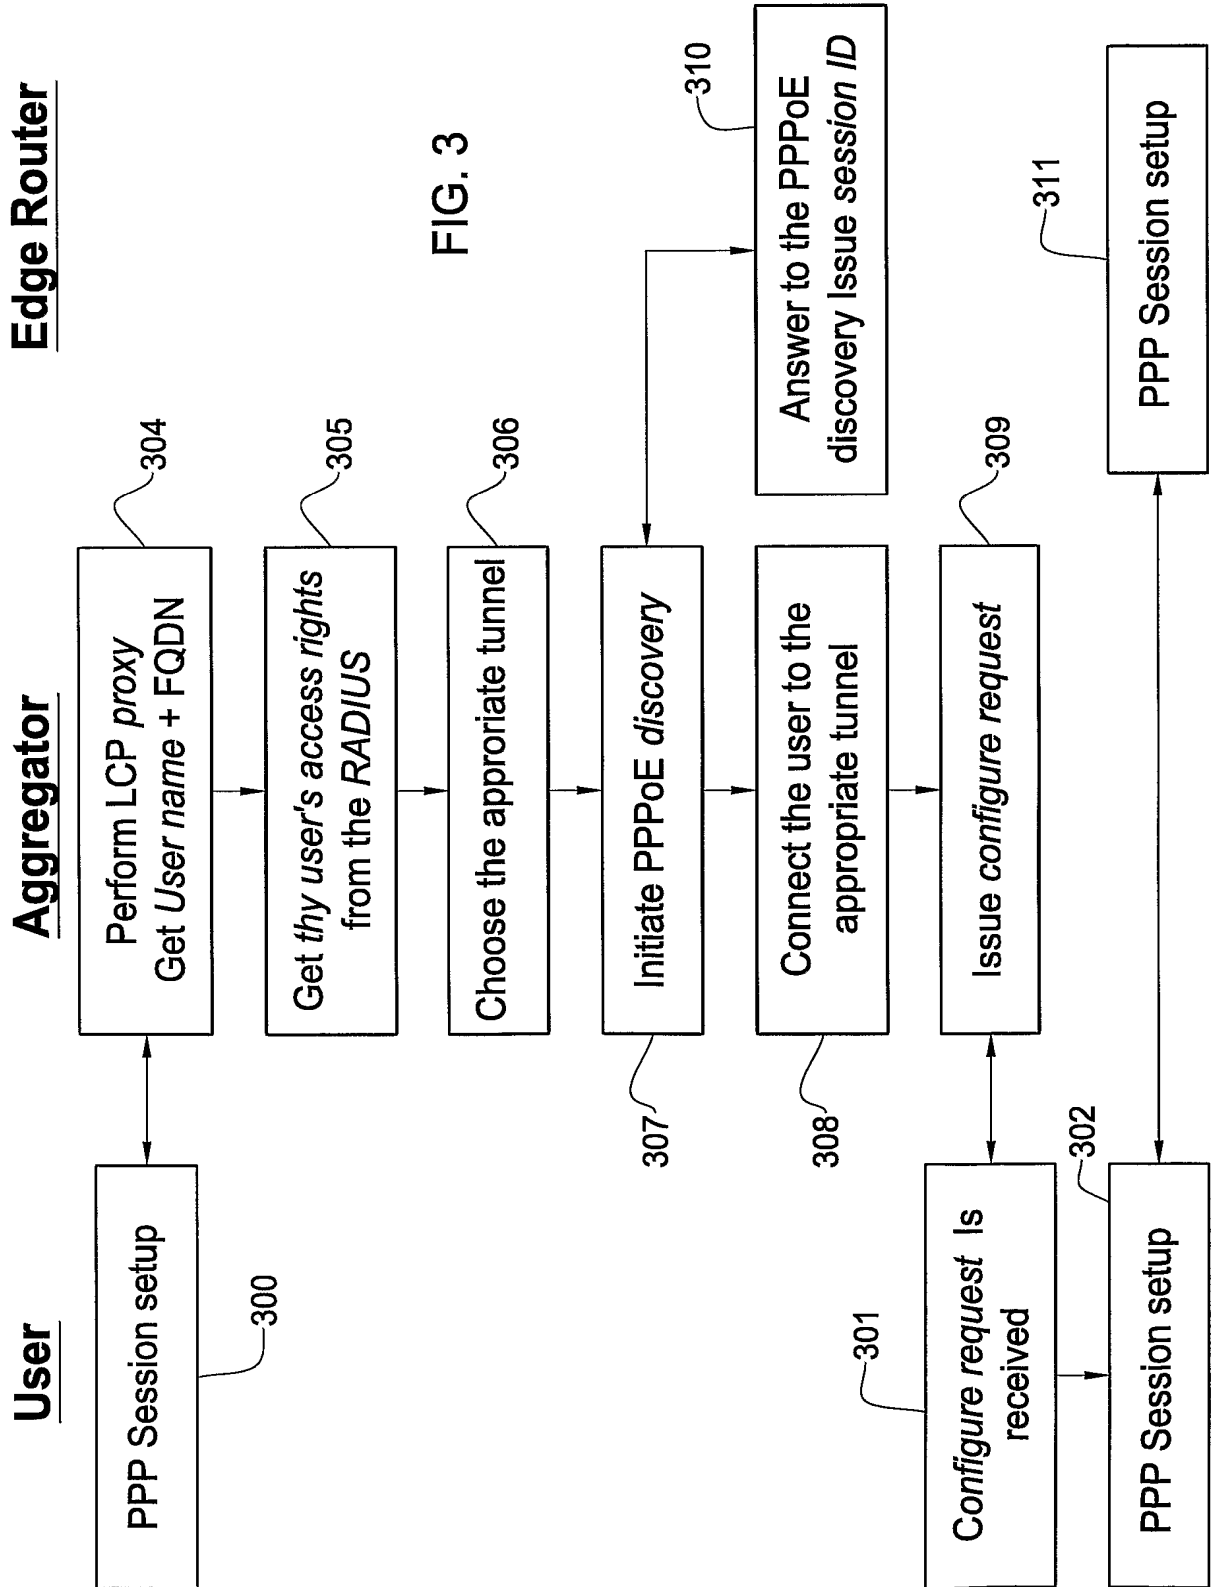 User
Aggregator
Edge Router
PPP Session setup
300
Perform LCP proxy
Get User name + FQDN
304
Get thy user's access rights
from the RADIUS
305
Choose the approriate tunnel
306
Initiate PPPoE discovery
307
Answer to the PPPoE
discovery Issue session ID
310
Connect the user to the
appropriate tunnel
308
Issue configure request
309
Configure request Is
received
301
PPP Session setup
302
PPP Session setup
311
FIG. 3